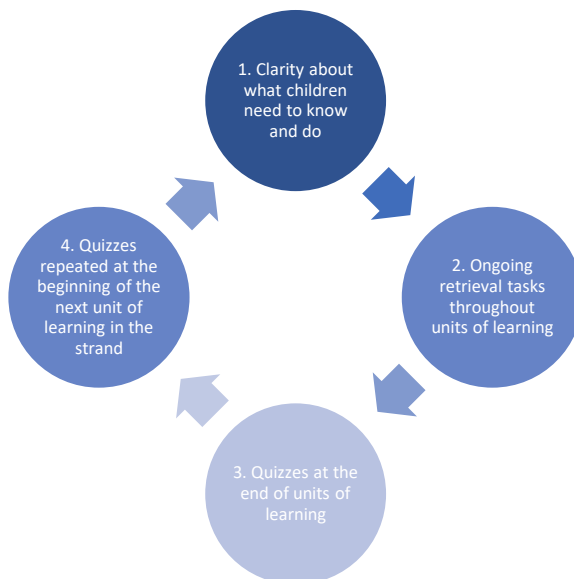 1. Clarity about
what children
need to know
and do
2. Ongoing
retrieval tasks
throughout
units of learning
3. Quizzes at the
end of units of
learning
4. Quizzes
repeated at the
beginning of the
next unit of
learning in the
strand